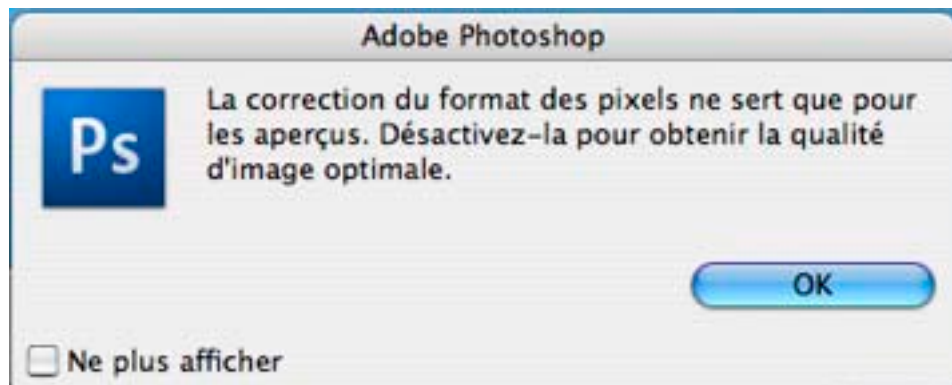 Adobe Photoshop
Ps
La correction du format des pixels ne sert que pour
les aperçus. Désactivez-la pour obtenir la qualité
d'image optimale.
OK
Ne plus afficher